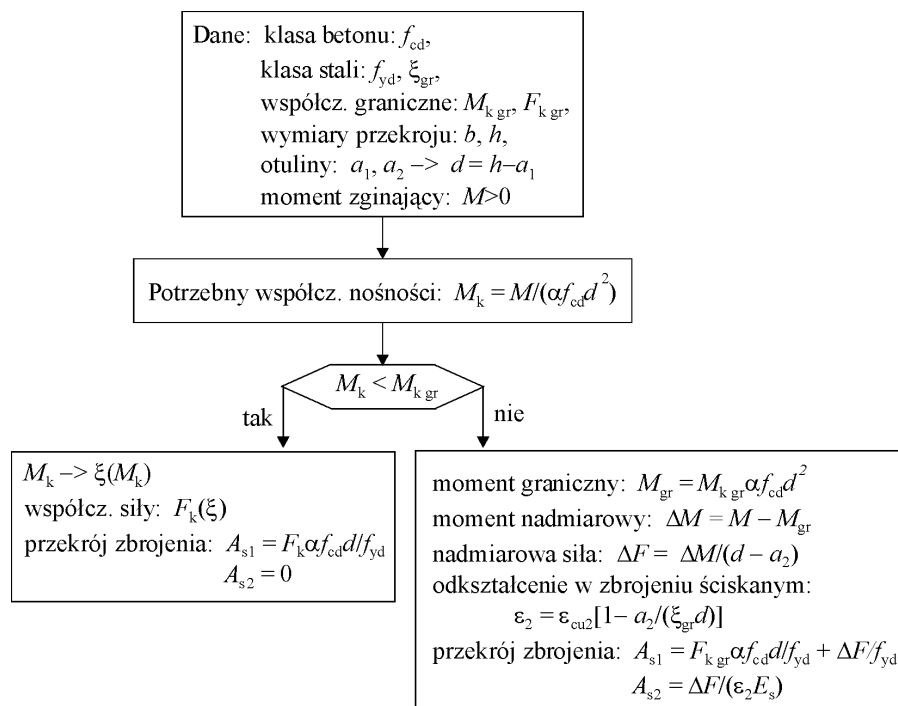 Dane: klasa betonu: f_cd,
klasa stali: f_yd, ξ_gr,
współcz. graniczne: M_k gr, F_k gr,
wymiary przekroju: b, h,
otuliny: a_1, a_2 –> d = h–a_1
moment zginający: M>0
Potrzebny współcz. nośności: M_k = M/(αf_cd d^2)
M_k < M_k gr
tak
nie
M_k –> ξ(M_k)
współcz. siły: F_k(ξ)
przekrój zbrojenia: A_s1 = F_k αf_cd d/f_yd
A_s2 = 0
moment graniczny: M_gr = M_k gr αf_cd d^2
moment nadmiarowy: ΔM = M – M_gr
nadmiarowa siła: ΔF = ΔM/(d – a_2)
odkształcenie w zbrojeniu ściskanym:
ε_2 = ε_cu2[1– a_2/(ξ_gr d)]
przekrój zbrojenia: A_s1 = F_k gr αf_cd d/f_yd + ΔF/f_yd
A_s2 = ΔF/(ε_2 E_s)